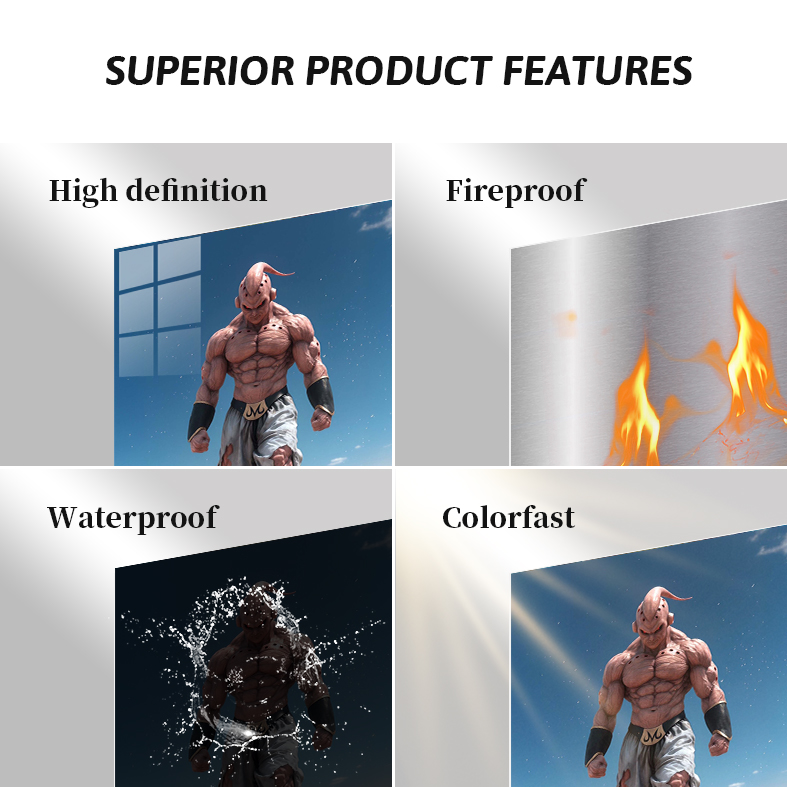 SUPERIOR PRODUCT FEATURES
High definition
Fireproof
Waterproof
Colorfast